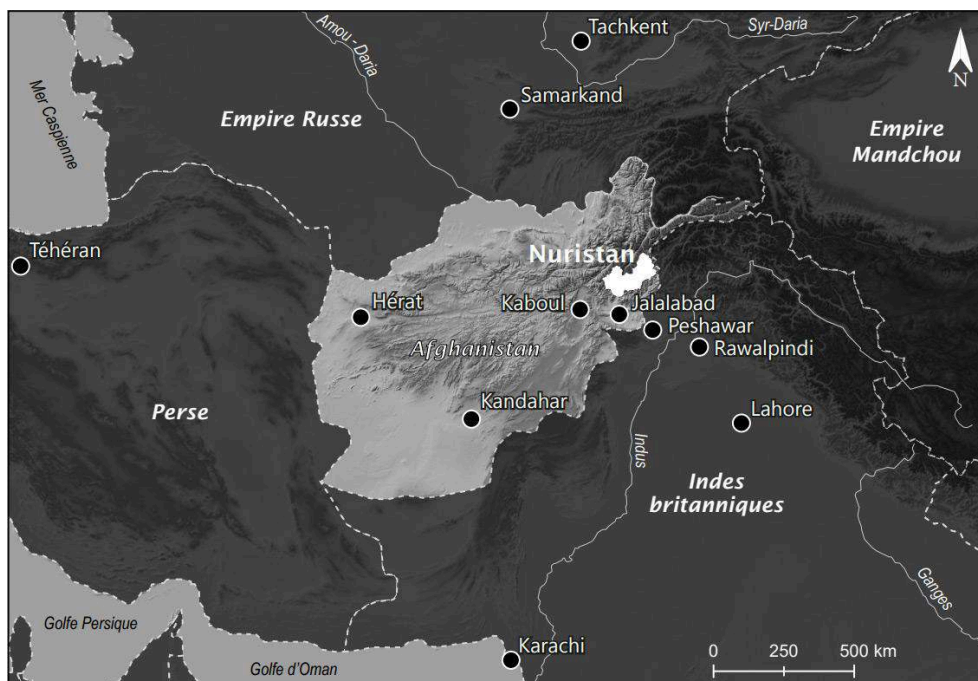 Tachkent
Syr-Daria
Amou - Daria
N
Mer Caspienne
Samarkand
Empire Russe
Empire
Mandchou
Téhéran
Nuristan
Hérat
Kaboul
Jalalabad
Peshawar
Afghanistan
Rawalpindi
Perse
Kandahar
Lahore
Indus
Indes
britanniques
Ganges
Golfe Persique
Karachi
Golfe d'Oman
0 250 500 km